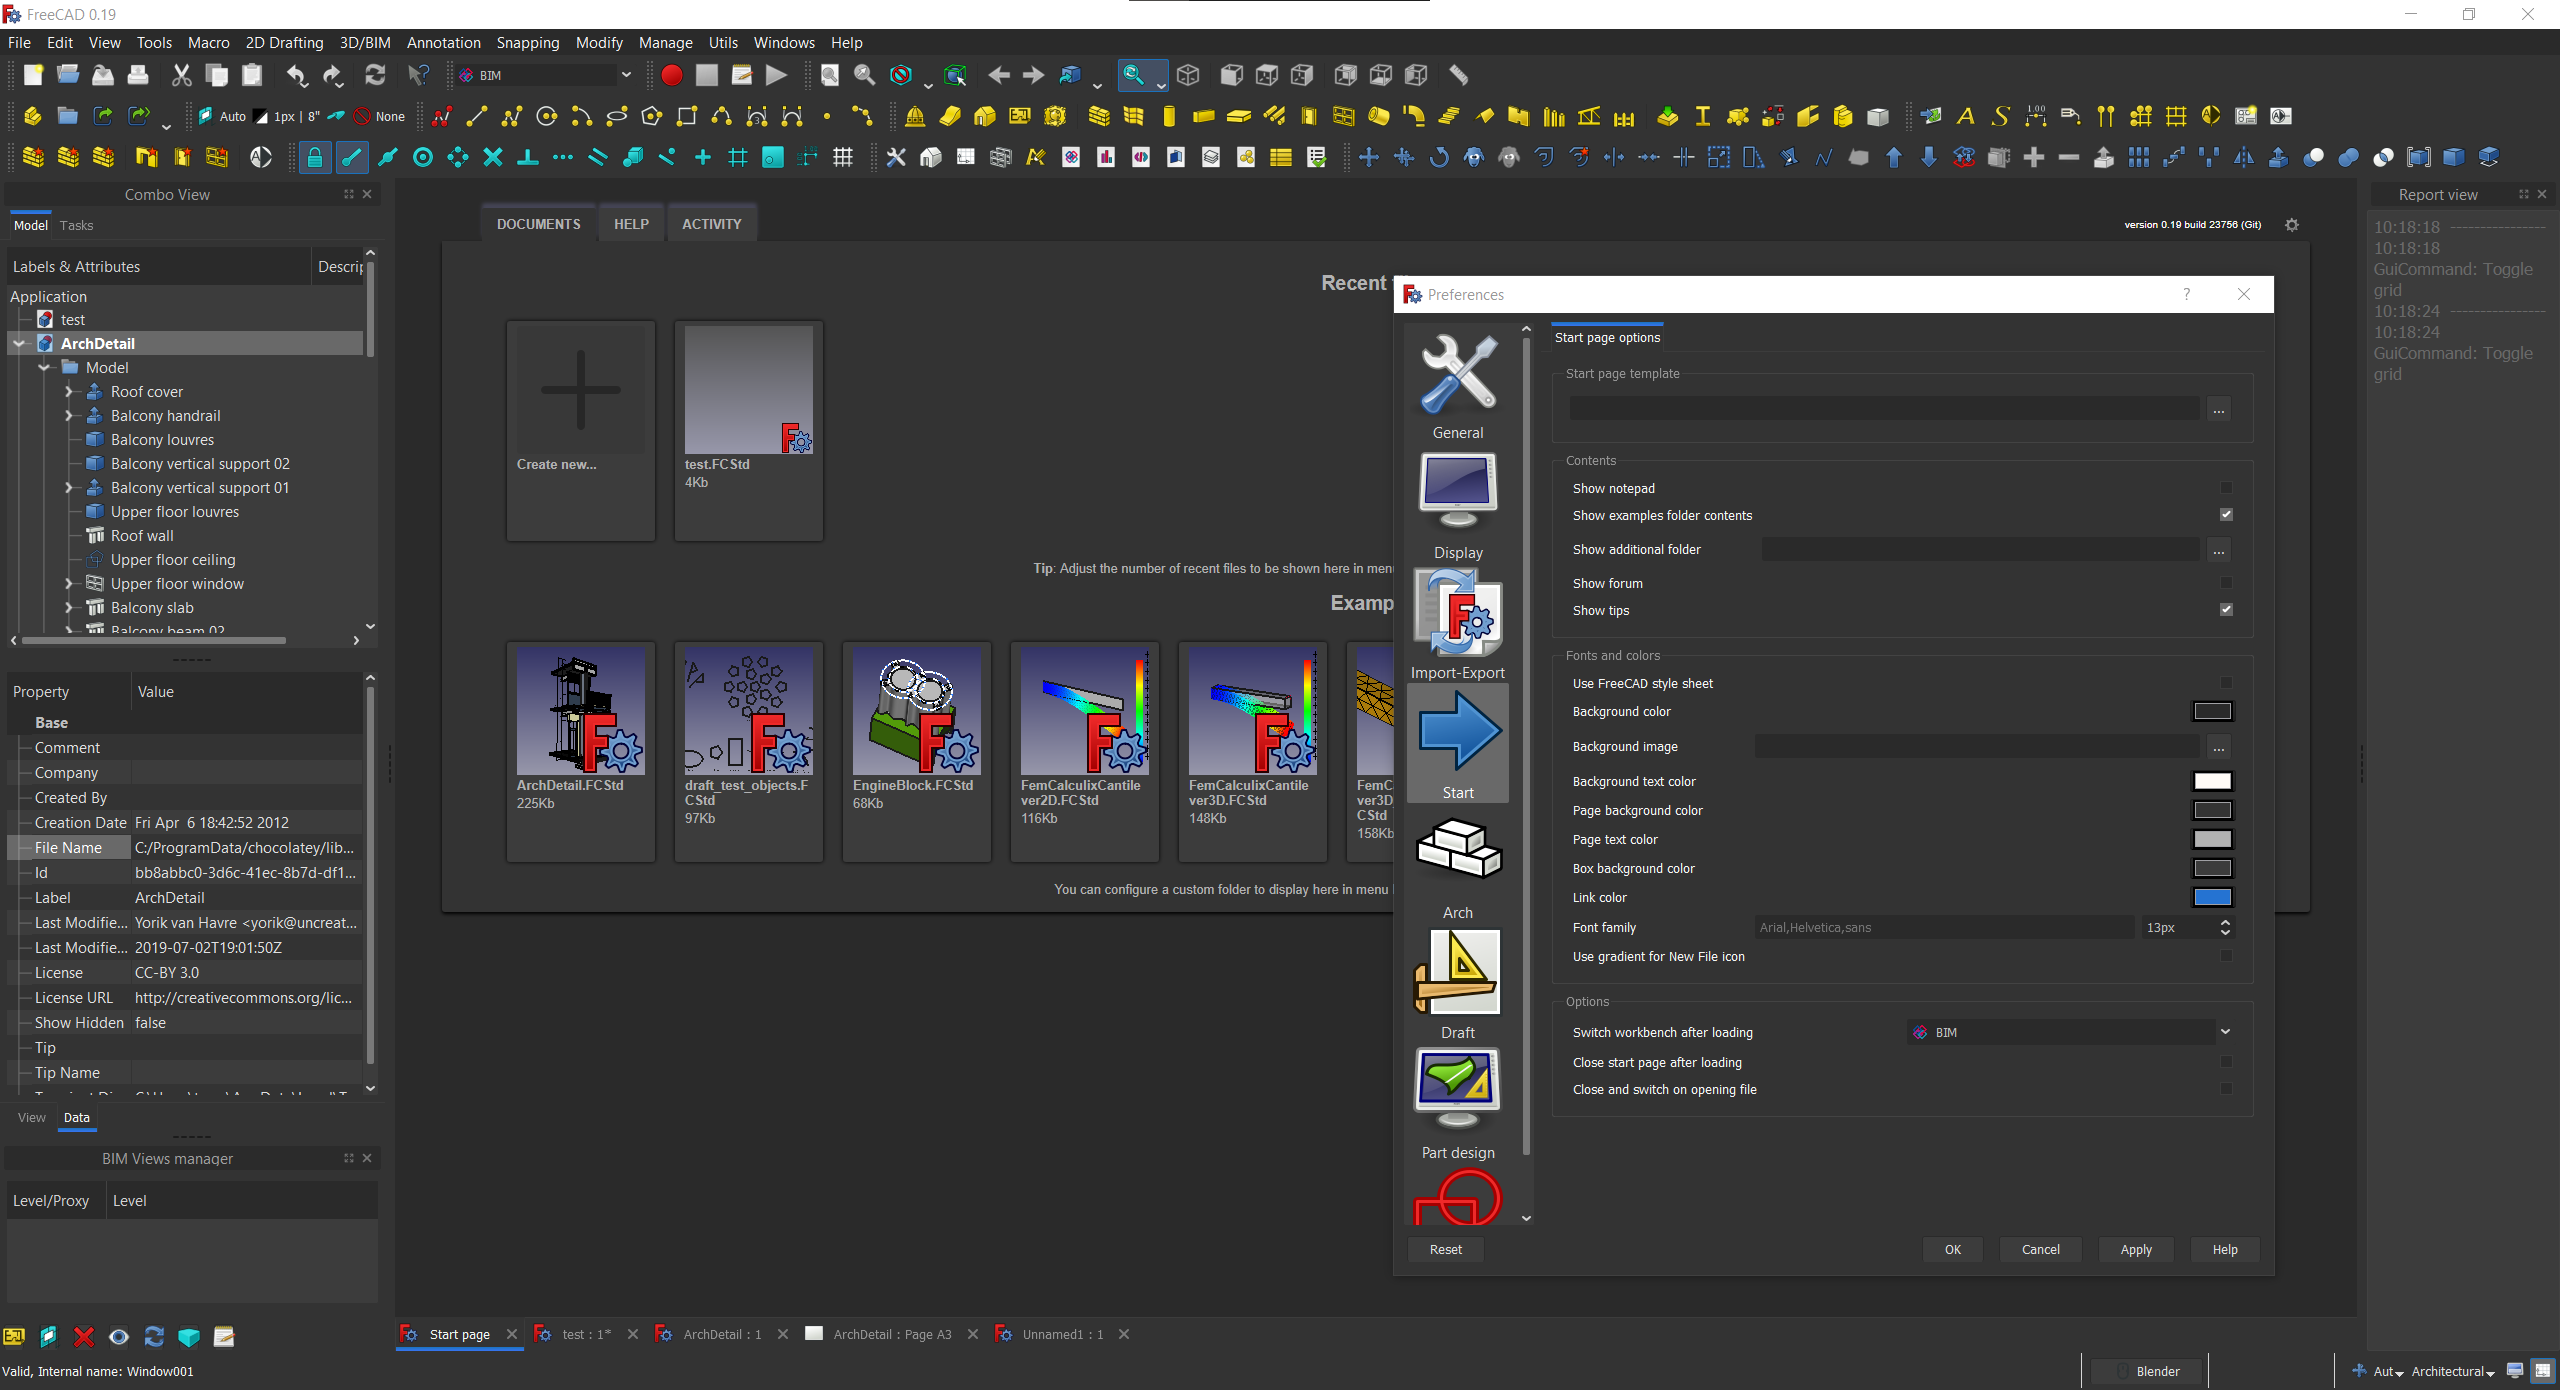 FreeCAD 0.19
File Edit View Tools Macro 2D Drafting 3D/BIM Annotation Snapping Modify Manage Utils Windows Help
BIM
Auto 1px | 8" None
Combo View
Model Tasks
Labels & Attributes Descrip
Application
test
ArchDetail
Model
Roof cover
Balcony handrail
Balcony louvres
Balcony vertical support 02
Balcony vertical support 01
Upper floor louvres
Roof wall
Upper floor ceiling
Upper floor window
Balcony slab
Balcony beam 02
Property Value
Base
Comment
Company
Created By
Creation Date Fri Apr 6 18:42:52 2012
File Name C:/ProgramData/chocolatey/lib...
Id bb8abbc0-3d6c-41ec-8b7d-df1...
Label ArchDetail
Last Modifie... Yorik van Havre <yorik@uncreat...
Last Modifie... 2019-07-02T19:01:50Z
License CC-BY 3.0
License URL http://creativecommons.org/lic...
Show Hidden false
Tip
Tip Name
View Data
BIM Views manager
Level/Proxy Level
Valid, Internal name: Window001
DOCUMENTS HELP ACTIVITY
version 0.19 build 23756 (Git)
Recent
Create new...
test.FCStd
4Kb
Tip: Adjust the number of recent files to be shown here in menu
Examp
ArchDetail.FCStd
225Kb
draft_test_objects.F
CStd
97Kb
EngineBlock.FCStd
68Kb
FemCalculixCantile
ver2D.FCStd
116Kb
FemCalculixCantile
ver3D.FCStd
148Kb
FemC
ver3D
CStd
158Kb
You can configure a custom folder to display here in menu
Start page test : 1* ArchDetail : 1 ArchDetail : Page A3 Unnamed1 : 1
Preferences ?
General
Display
Import-Export
Start
Arch
Draft
Part design
Start page options
Start page template
...
Contents
Show notepad
Show examples folder contents
Show additional folder ...
Show forum
Show tips
Fonts and colors
Use FreeCAD style sheet
Background color
Background image ...
Background text color
Page background color
Page text color
Box background color
Link color
Font family Arial,Helvetica,sans 13px
Use gradient for New File icon
Options
Switch workbench after loading BIM
Close start page after loading
Close and switch on opening file
Reset OK Cancel Apply Help
Report view
10:18:18 ----------------
10:18:18
GuiCommand: Toggle
grid
10:18:24 ----------------
10:18:24
GuiCommand: Toggle
grid
Blender Aut Architectural